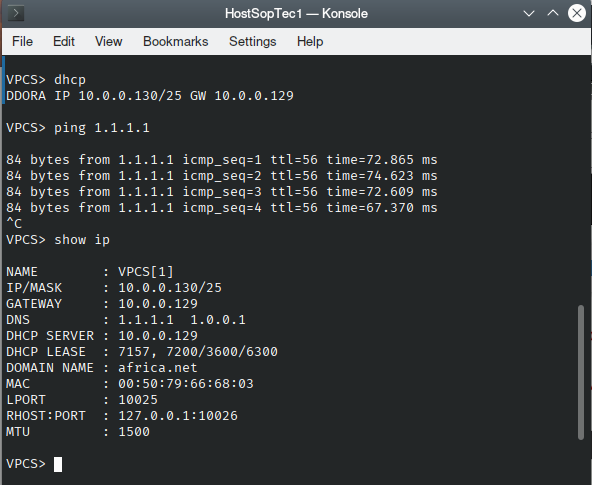 HostSopTec1 — Konsole
File Edit View Bookmarks Settings Help
VPCS> dhcp
DDORA IP 10.0.0.130/25 GW 10.0.0.129
VPCS> ping 1.1.1.1
84 bytes from 1.1.1.1 icmp_seq=1 ttl=56 time=72.865 ms
84 bytes from 1.1.1.1 icmp_seq=2 ttl=56 time=74.623 ms
84 bytes from 1.1.1.1 icmp_seq=3 ttl=56 time=72.609 ms
84 bytes from 1.1.1.1 icmp_seq=4 ttl=56 time=67.370 ms
^C
VPCS> show ip
NAME        : VPCS[1]
IP/MASK     : 10.0.0.130/25
GATEWAY     : 10.0.0.129
DNS         : 1.1.1.1  1.0.0.1
DHCP SERVER : 10.0.0.129
DHCP LEASE  : 7157, 7200/3600/6300
DOMAIN NAME : africa.net
MAC         : 00:50:79:66:68:03
LPORT       : 10025
RHOST:PORT  : 127.0.0.1:10026
MTU         : 1500
VPCS>